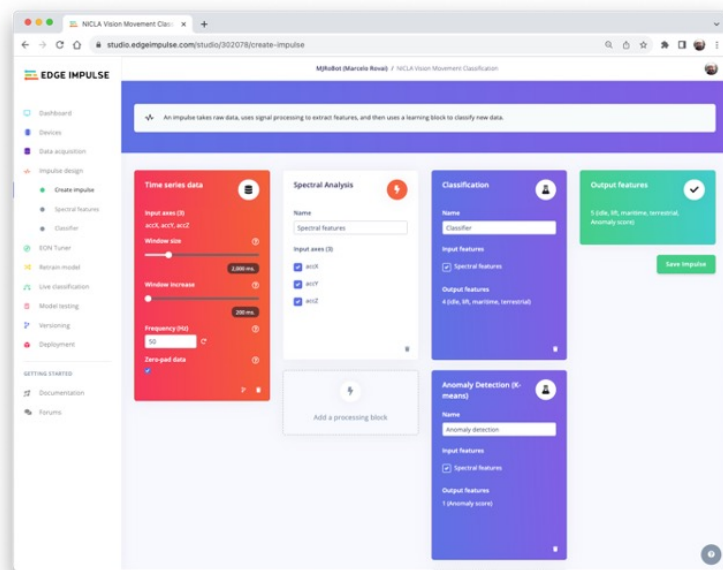 NICLA Vision Movement Class
studio.edgeimpulse.com/studio/302078/create-impulse
EDGE IMPULSE
MJRoBot (Marcelo Rovai) / NICLA Vision Movement Classification
Dashboard
Devices
Data acquisition
Impulse design
Create impulse
Spectral features
Classifier
EON Tuner
Retrain model
Live classification
Model testing
Versioning
Deployment
GETTING STARTED
Documentation
Forums
An impulse takes raw data, uses signal processing to extract features, and then uses a learning block to classify new data.
Time series data
Input axes (3)
accX, accY, accZ
Window size
2,000 ms.
Window increase
200 ms.
Frequency (Hz)
50
Zero-pad data
Spectral Analysis
Name
Spectral features
Input axes (3)
accX
accY
accZ
Add a processing block
Classification
Name
Classifier
Input features
Spectral features
Output features
4 (idle, lift, maritime, terrestrial)
Anomaly Detection (K-
means)
Name
Anomaly detection
Input features
Spectral features
Output features
1 (Anomaly score)
Output features
5 (idle, lift, maritime, terrestrial,
Anomaly score)
Save Impulse